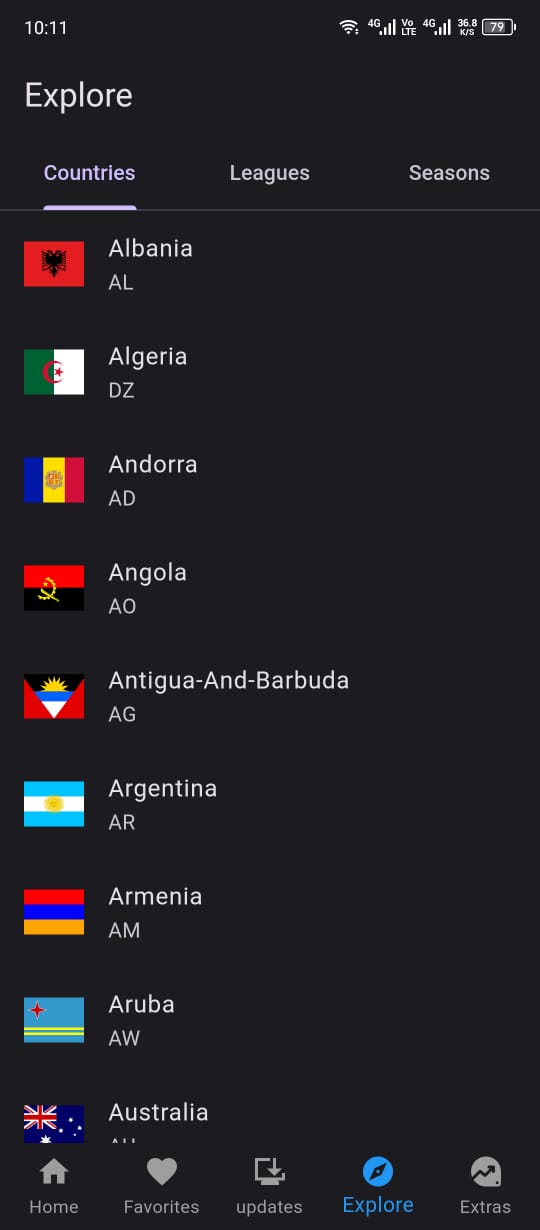 10:11 4G Vo LTE 4G 36.8 K/S 79
Explore
Countries Leagues Seasons
Albania
AL
Algeria
DZ
Andorra
AD
Angola
AO
Antigua-And-Barbuda
AG
Argentina
AR
Armenia
AM
Aruba
AW
Australia
Home Favorites updates Explore Extras